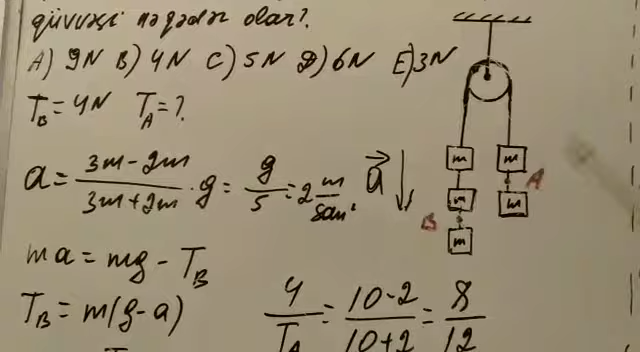 qüvvəsi nə qədər olar?
A) 9N B) 4N C) 5N D) 6N E) 3N
T_B = 4N T_A = ?
a = (3m - 2m)/(3m + 2m) · g = g/5 = 2 m/san² a⃗
m m A
m m
B m
ma = mg - T_B
T_B = m(g - a) 4/T_A = (10 - 2)/(10 + 2) = 8/12